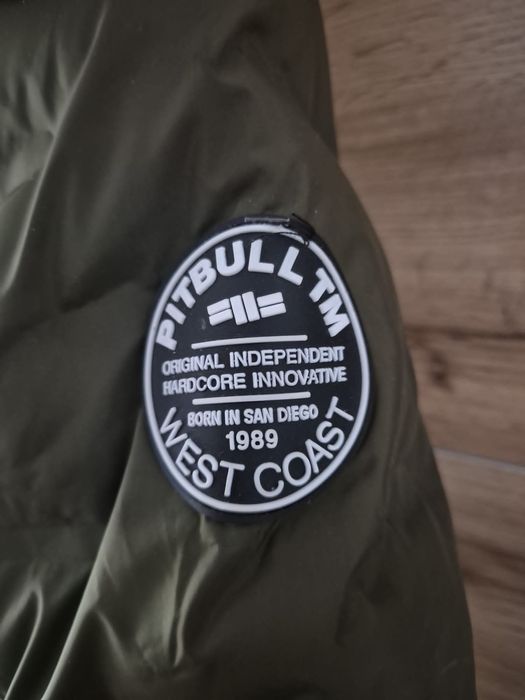 PITBULL TM
ORIGINAL INDEPENDENT
HARDCORE INNOVATIVE
BORN IN SAN DIEGO
1989
WEST COAST